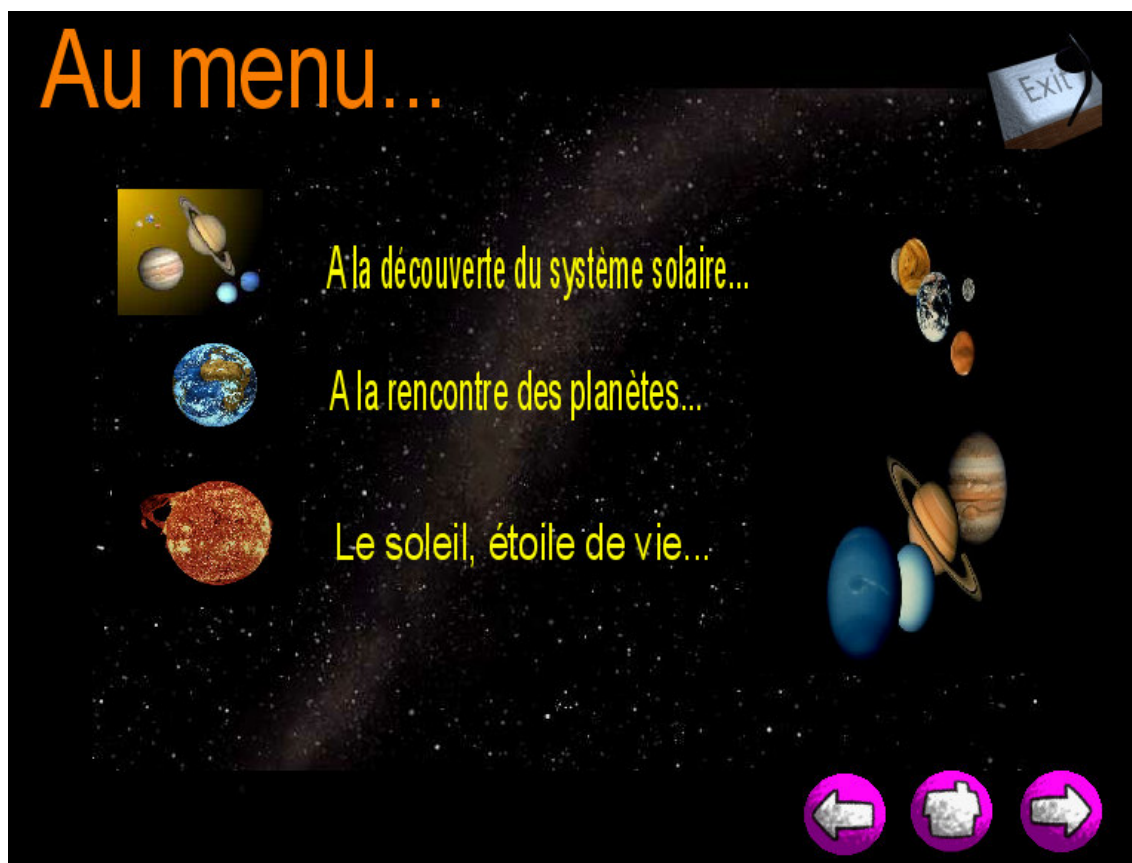 Au menu...
Exit
A la découverte du système solaire...
A la rencontre des planètes...
Le soleil, étoile de vie...